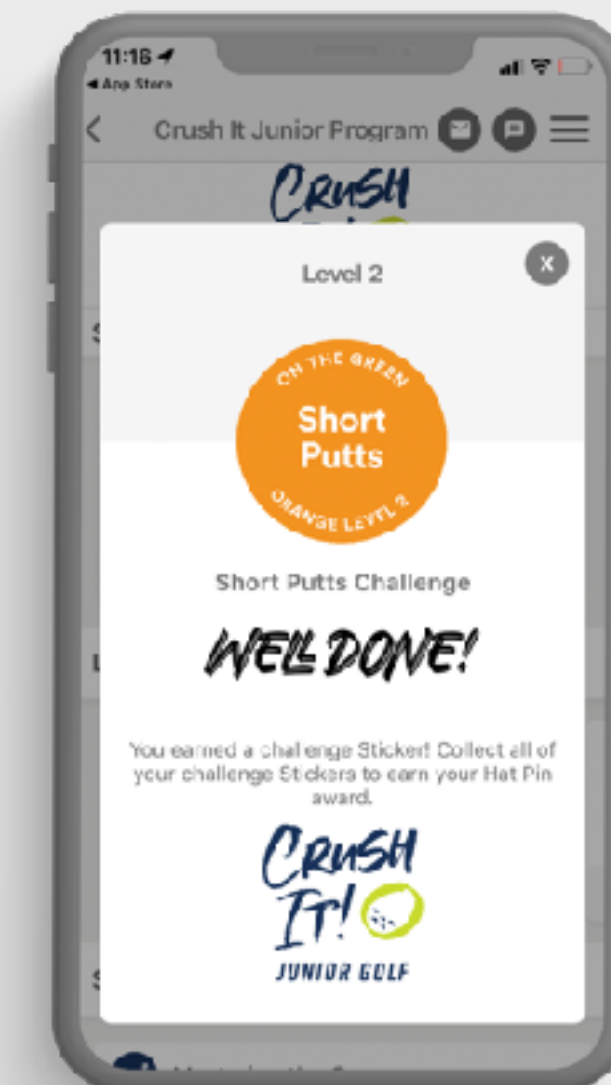 11:16
App Store
Crush It Junior Program
CRUSH
Level 2
X
ON THE GREEN
Short
Putts
ORANGE LEVEL 2
Short Putts Challenge
WELL DONE!
You earned a challenge Sticker! Collect all of
your challenge Stickers to earn your Hat Pin
award.
CRUSH
IT!
JUNIOR GOLF